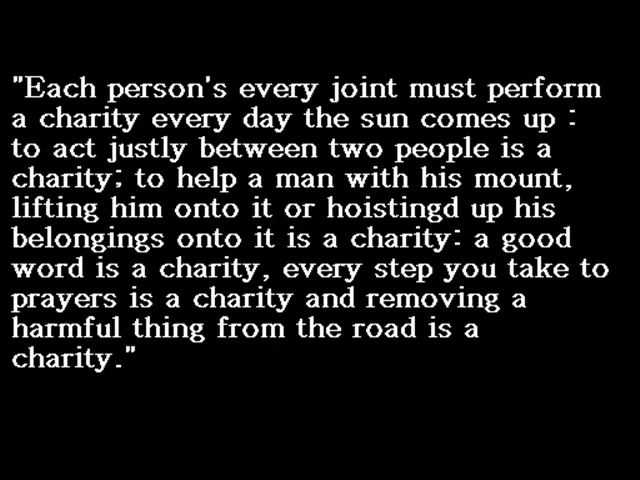 "Each person's every joint must perform
a charity every day the sun comes up :
to act justly between two people is a
charity; to help a man with his mount,
lifting him onto it or hoistingd up his
belongings onto it is a charity: a good
word is a charity, every step you take to
prayers is a charity and removing a
harmful thing from the road is a
charity."